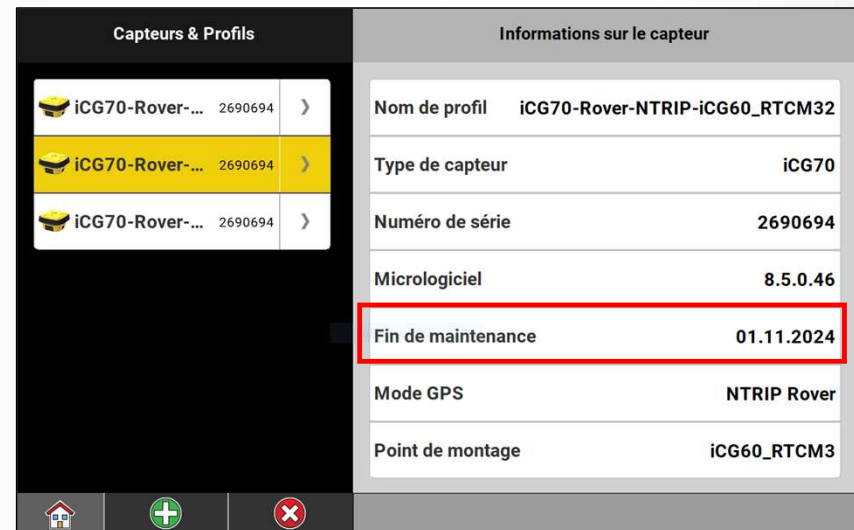 Capteurs & Profils
iCG70-Rover-... 2690694
iCG70-Rover-... 2690694
iCG70-Rover-... 2690694
Informations sur le capteur
Nom de profil iCG70-Rover-NTRIP-iCG60_RTCM32
Type de capteur iCG70
Numéro de série 2690694
Micrologiciel 8.5.0.46
Fin de maintenance 01.11.2024
Mode GPS NTRIP Rover
Point de montage iCG60_RTCM3